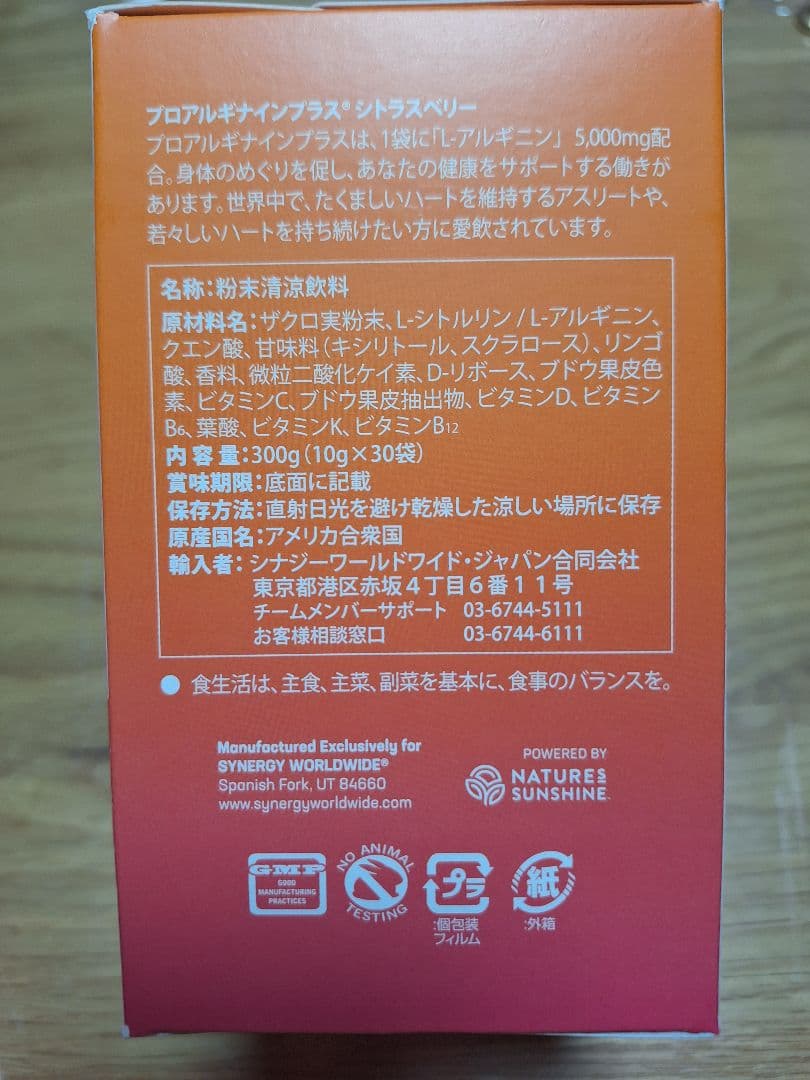 プロアルギナインプラス® シトラスベリー
プロアルギナインプラスは、1袋に「L-アルギニン」 5,000mg配
合。身体のめぐりを促し、あなたの健康をサポートする働きが
あります。世界中で、たくましいハートを維持するアスリートや、
若々しいハートを持ち続けたい方に愛飲されています。
名称：粉末清涼飲料
原材料名：ザクロ実粉末、L-シトルリン / L-アルギニン、
クエン酸、甘味料（キシリトール、スクラロース）、リンゴ
酸、香料、微粒二酸化ケイ素、D-リボース、ブドウ果皮色
素、ビタミンC、ブドウ果皮抽出物、ビタミンD、ビタミン
B6、葉酸、ビタミンK、ビタミンB12
内 容 量：300g（10g×30袋）
賞味期限：底面に記載
保存方法：直射日光を避け乾燥した涼しい場所に保存
原産国名：アメリカ合衆国
輸入者：シナジーワールドワイド・ジャパン合同会社
東京都港区赤坂４丁目６番１１号
チームメンバーサポート 03-6744-5111
お客様相談窓口 03-6744-6111
● 食生活は、主食、主菜、副菜を基本に、食事のバランスを。
Manufactured Exclusively for
SYNERGY WORLDWIDE®
Spanish Fork, UT 84660
www.synergyworldwide.com
POWERED BY
NATURES
SUNSHINE™
GMP
GOOD
MANUFACTURING
PRACTICES
NO ANIMAL
TESTING
プラ
:個包装
フィルム
紙
:外箱